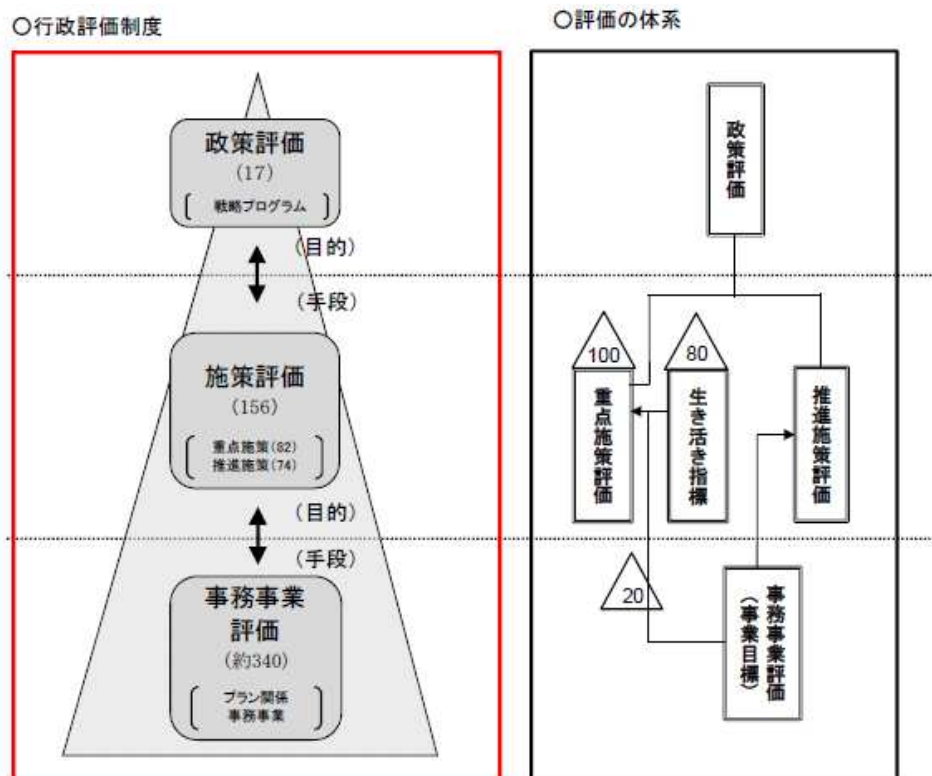 ○行政評価制度
政策評価
(17)
戦略プログラム
(目的)
(手段)
施策評価
(156)
重点施策(82)
推進施策(74)
(目的)
(手段)
事務事業
評価
(約340)
プラン関係
事務事業
○評価の体系
政策評価
100
重点施策評価
80
生き活き指標
推進施策評価
20
事務事業評価
(事業目標)